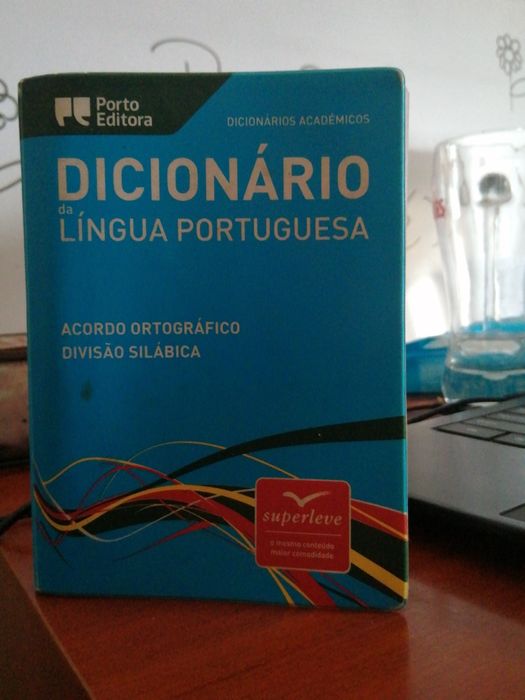 Porto
Editora
DICIONÁRIOS ACADÉMICOS
DICIONÁRIO
da
LÍNGUA PORTUGUESA
ACORDO ORTOGRÁFICO
DIVISÃO SILÁBICA
superleve
o mesmo conteúdo
maior comodidade